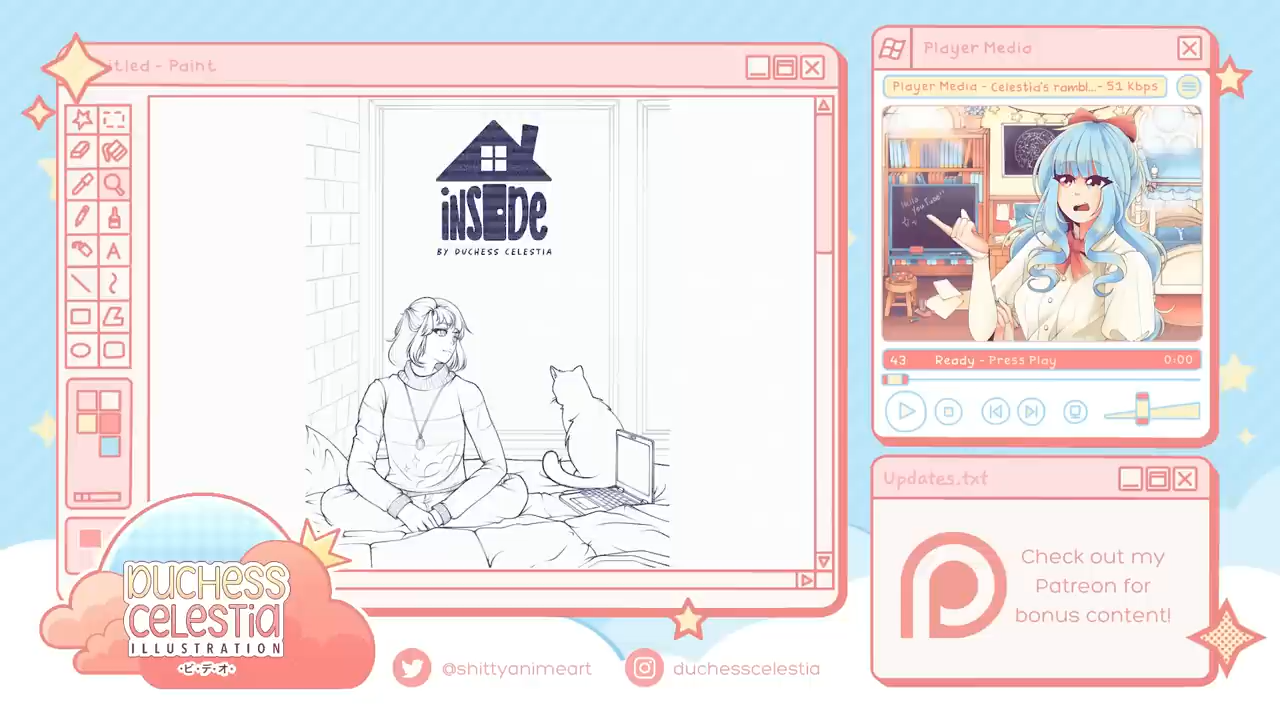 itled - Paint
A
iNSiDe
BY DUCHESS CELESTIA
Player Media
Player Media - Celestia's rambl...- 51 Kbps
Hello
YouTube!
43
Ready - Press Play
0:00
Updates.txt
Check out my
Patreon for
bonus content!
DUCHESS
CELESTIA
ILLUSTRATION
·ビ·デ·オ·
@shittyanimeart
duchesscelestia